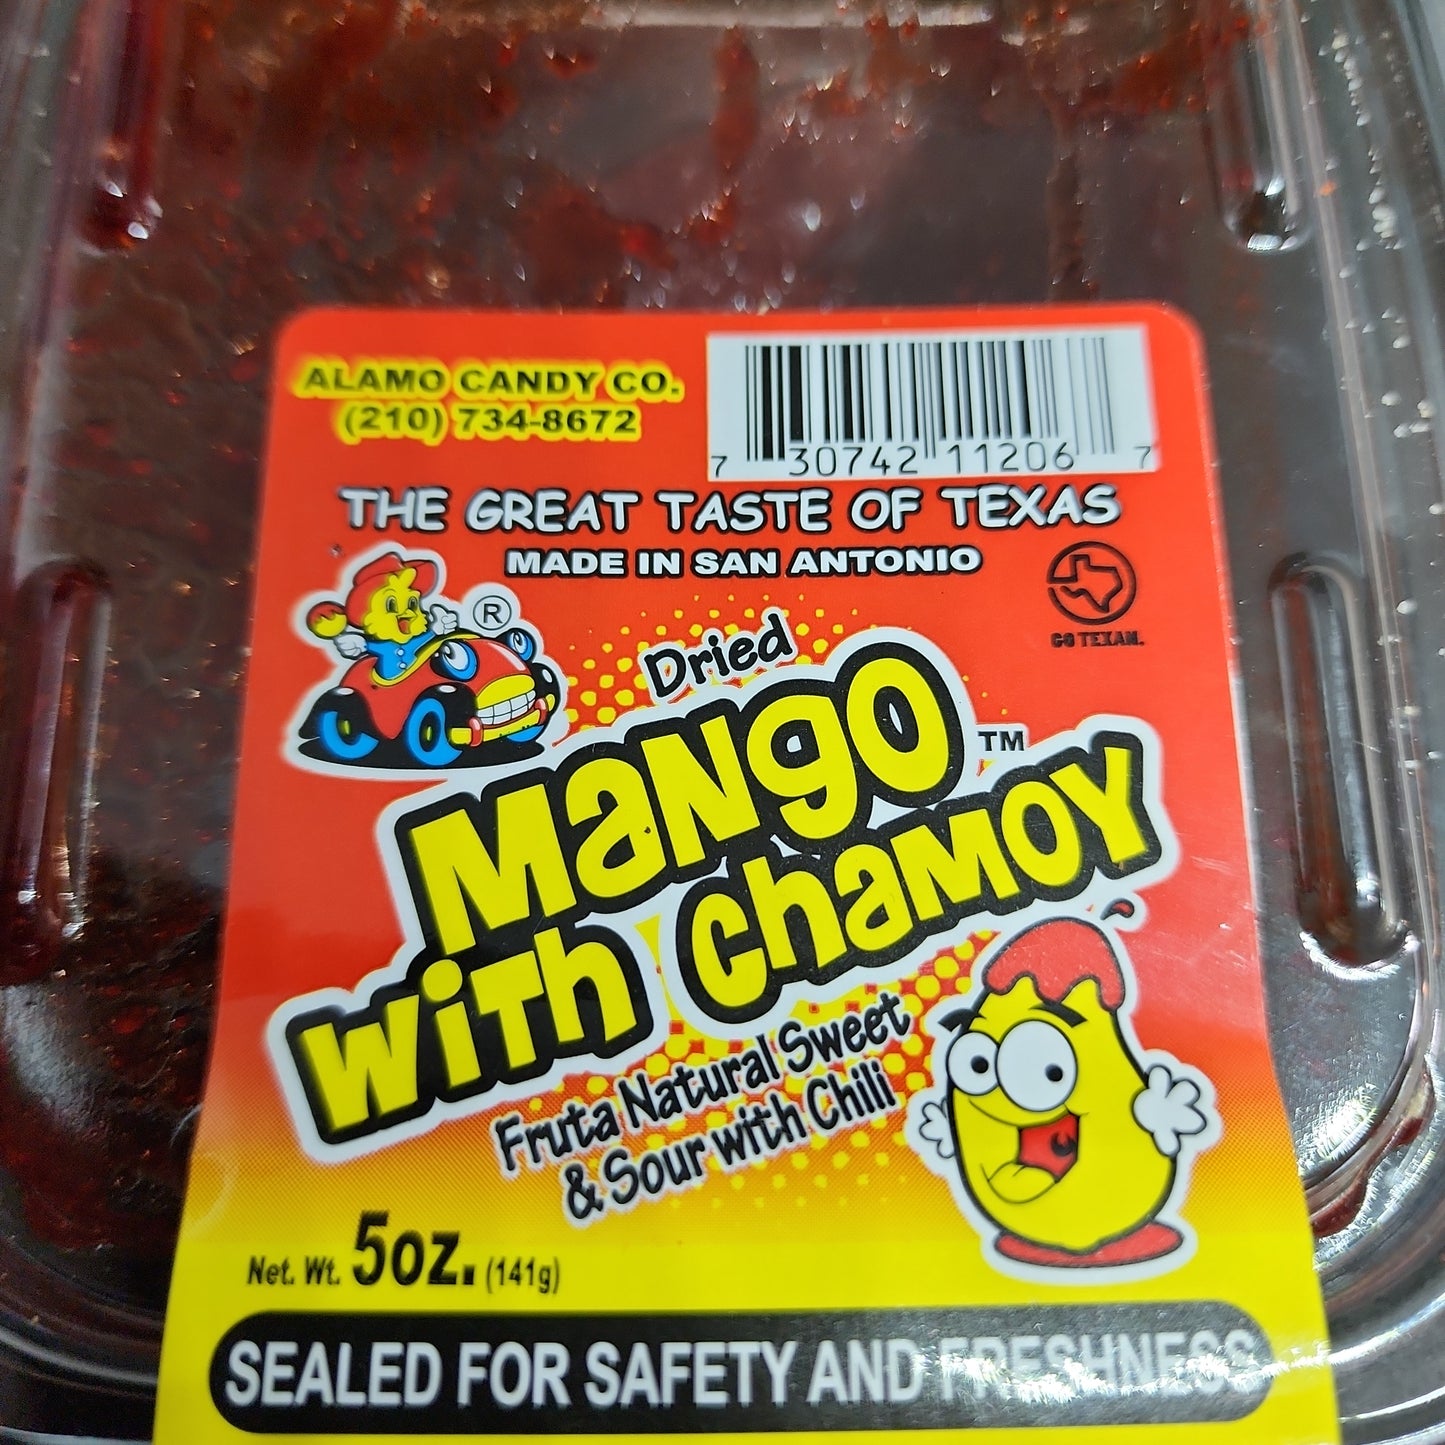 ALAMO CANDY CO.
(210) 734-8672
7 30742 11206 7
THE GREAT TASTE OF TEXAS
MADE IN SAN ANTONIO
®
GO TEXAN.
Dried
Mango
with Chamoy™
Fruta Natural Sweet
& Sour with Chili
Net. Wt. 5oz. (141g)
SEALED FOR SAFETY AND FRESHNESS